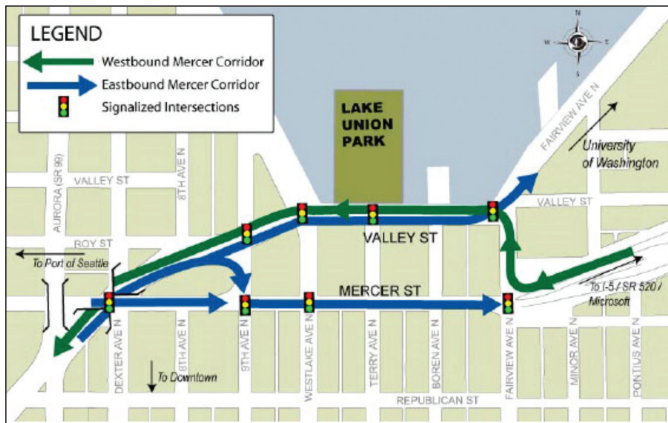 LEGEND
Westbound Mercer Corridor
Eastbound Mercer Corridor
Signalized Intersections
N
W
E
S
LAKE
UNION
PARK
FAIRVIEW AVE N
University
of Washington
AURORA (SR 99)
VALLEY ST
8TH AVE N
VALLEY ST
ROY ST
VALLEY ST
To Port of Seattle
MERCER ST
To I-5 / SR 520 /
Microsoft
DEXTER AVE N
8TH AVE N
9TH AVE N
WESTLAKE AVE N
TERRY AVE N
BOREN AVE N
FAIRVIEW AVE N
MINOR AVE N
PONTIUS AVE N
To Downtown
REPUBLICAN ST